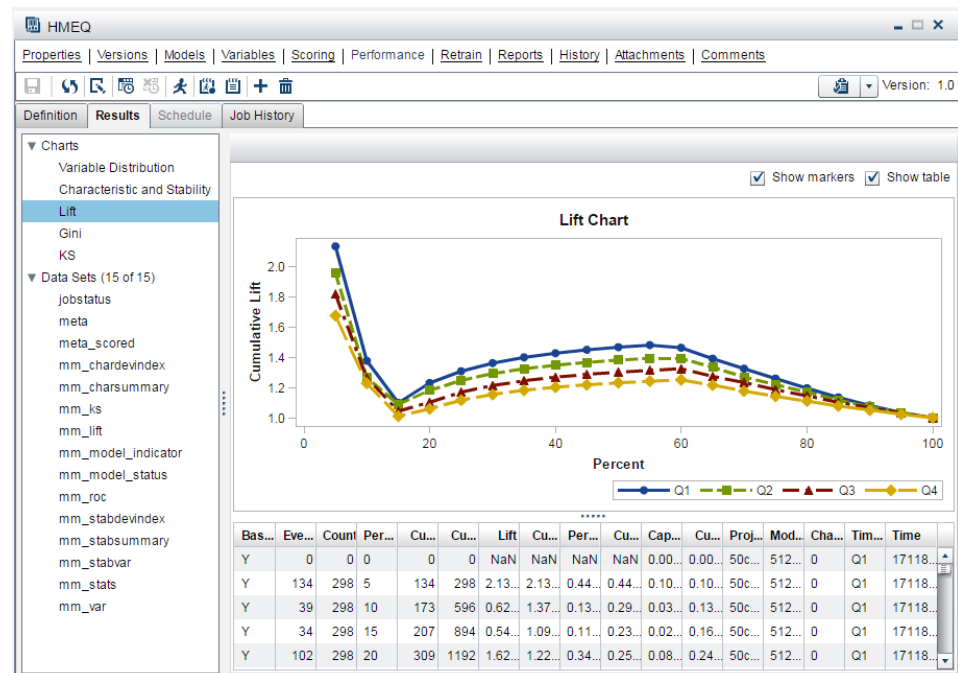 HMEQ
Properties | Versions | Models | Variables | Scoring | Performance | Retrain | Reports | History | Attachments | Comments
Version: 1.0
Definition Results Schedule Job History
Charts
Variable Distribution
Characteristic and Stability
Lift
Gini
KS
Data Sets (15 of 15)
jobstatus
meta
meta_scored
mm_chardevindex
mm_charsummary
mm_ks
mm_lift
mm_model_indicator
mm_model_status
mm_roc
mm_stabdevindex
mm_stabsummary
mm_stabvar
mm_stats
mm_var
Show markers Show table
Lift Chart
Cumulative Lift
2.0
1.8
1.6
1.4
1.2
1.0
0 20 40 60 80 100
Percent
Q1 Q2 Q3 Q4
Bas... Eve... Count Per... Cu... Cu... Lift Cu... Per... Cu... Cap... Cu... Proj... Mod... Cha... Tim... Time
Y 0 0 0 0 0 NaN NaN NaN NaN 0.00... 0.00... 50c... 512... 0 Q1 17118...
Y 134 298 5 134 298 2.13... 2.13... 0.44... 0.44... 0.10... 0.10... 50c... 512... 0 Q1 17118...
Y 39 298 10 173 596 0.62... 1.37... 0.13... 0.29... 0.03... 0.13... 50c... 512... 0 Q1 17118...
Y 34 298 15 207 894 0.54... 1.09... 0.11... 0.23... 0.02... 0.16... 50c... 512... 0 Q1 17118...
Y 102 298 20 309 1192 1.62... 1.22... 0.34... 0.25... 0.08... 0.24... 50c... 512... 0 Q1 17118...